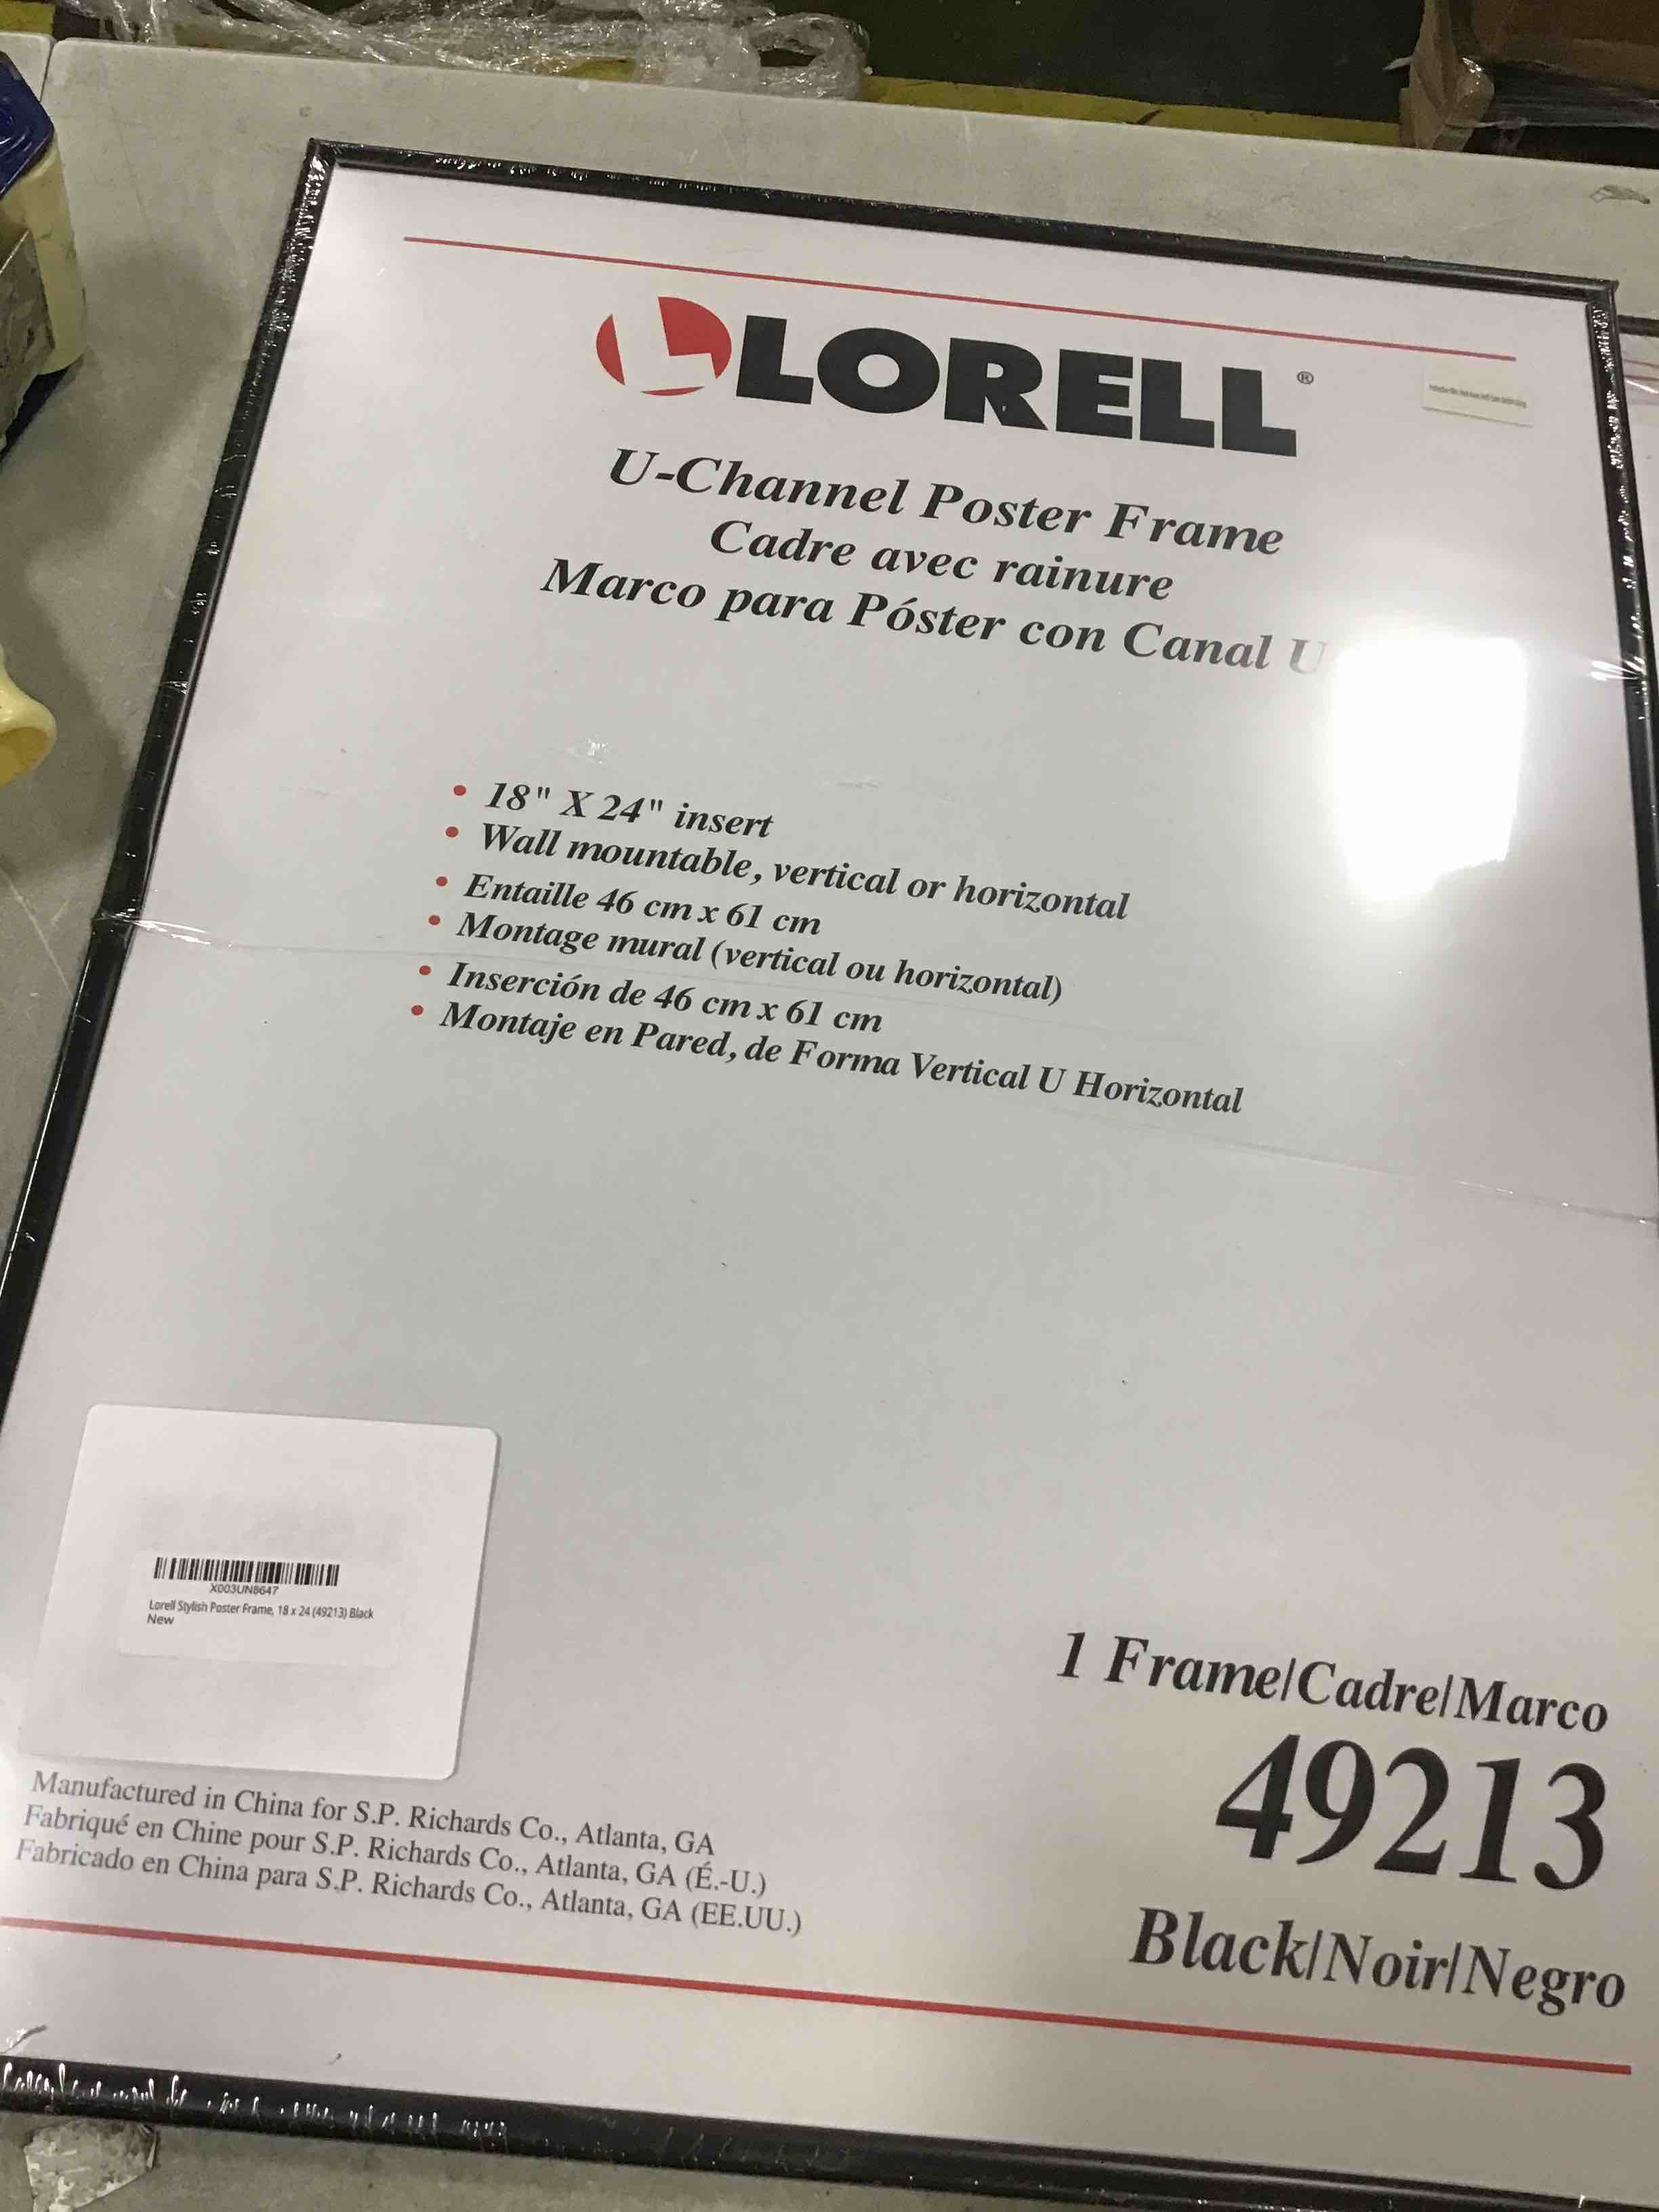 LORELL®
U-Channel Poster Frame
Cadre avec rainure
Marco para Póster con Canal U
• 18" X 24" insert
• Wall mountable, vertical or horizontal
• Entaille 46 cm x 61 cm
• Montage mural (vertical ou horizontal)
• Inserción de 46 cm x 61 cm
• Montaje en Pared, de Forma Vertical U Horizontal
X003UN8647
Lorell Stylish Poster Frame, 18 x 24 (49213) Black
New
1 Frame/Cadre/Marco
49213
Black/Noir/Negro
Manufactured in China for S.P. Richards Co., Atlanta, GA
Fabriqué en Chine pour S.P. Richards Co., Atlanta, GA (É.-U.)
Fabricado en China para S.P. Richards Co., Atlanta, GA (EE.UU.)